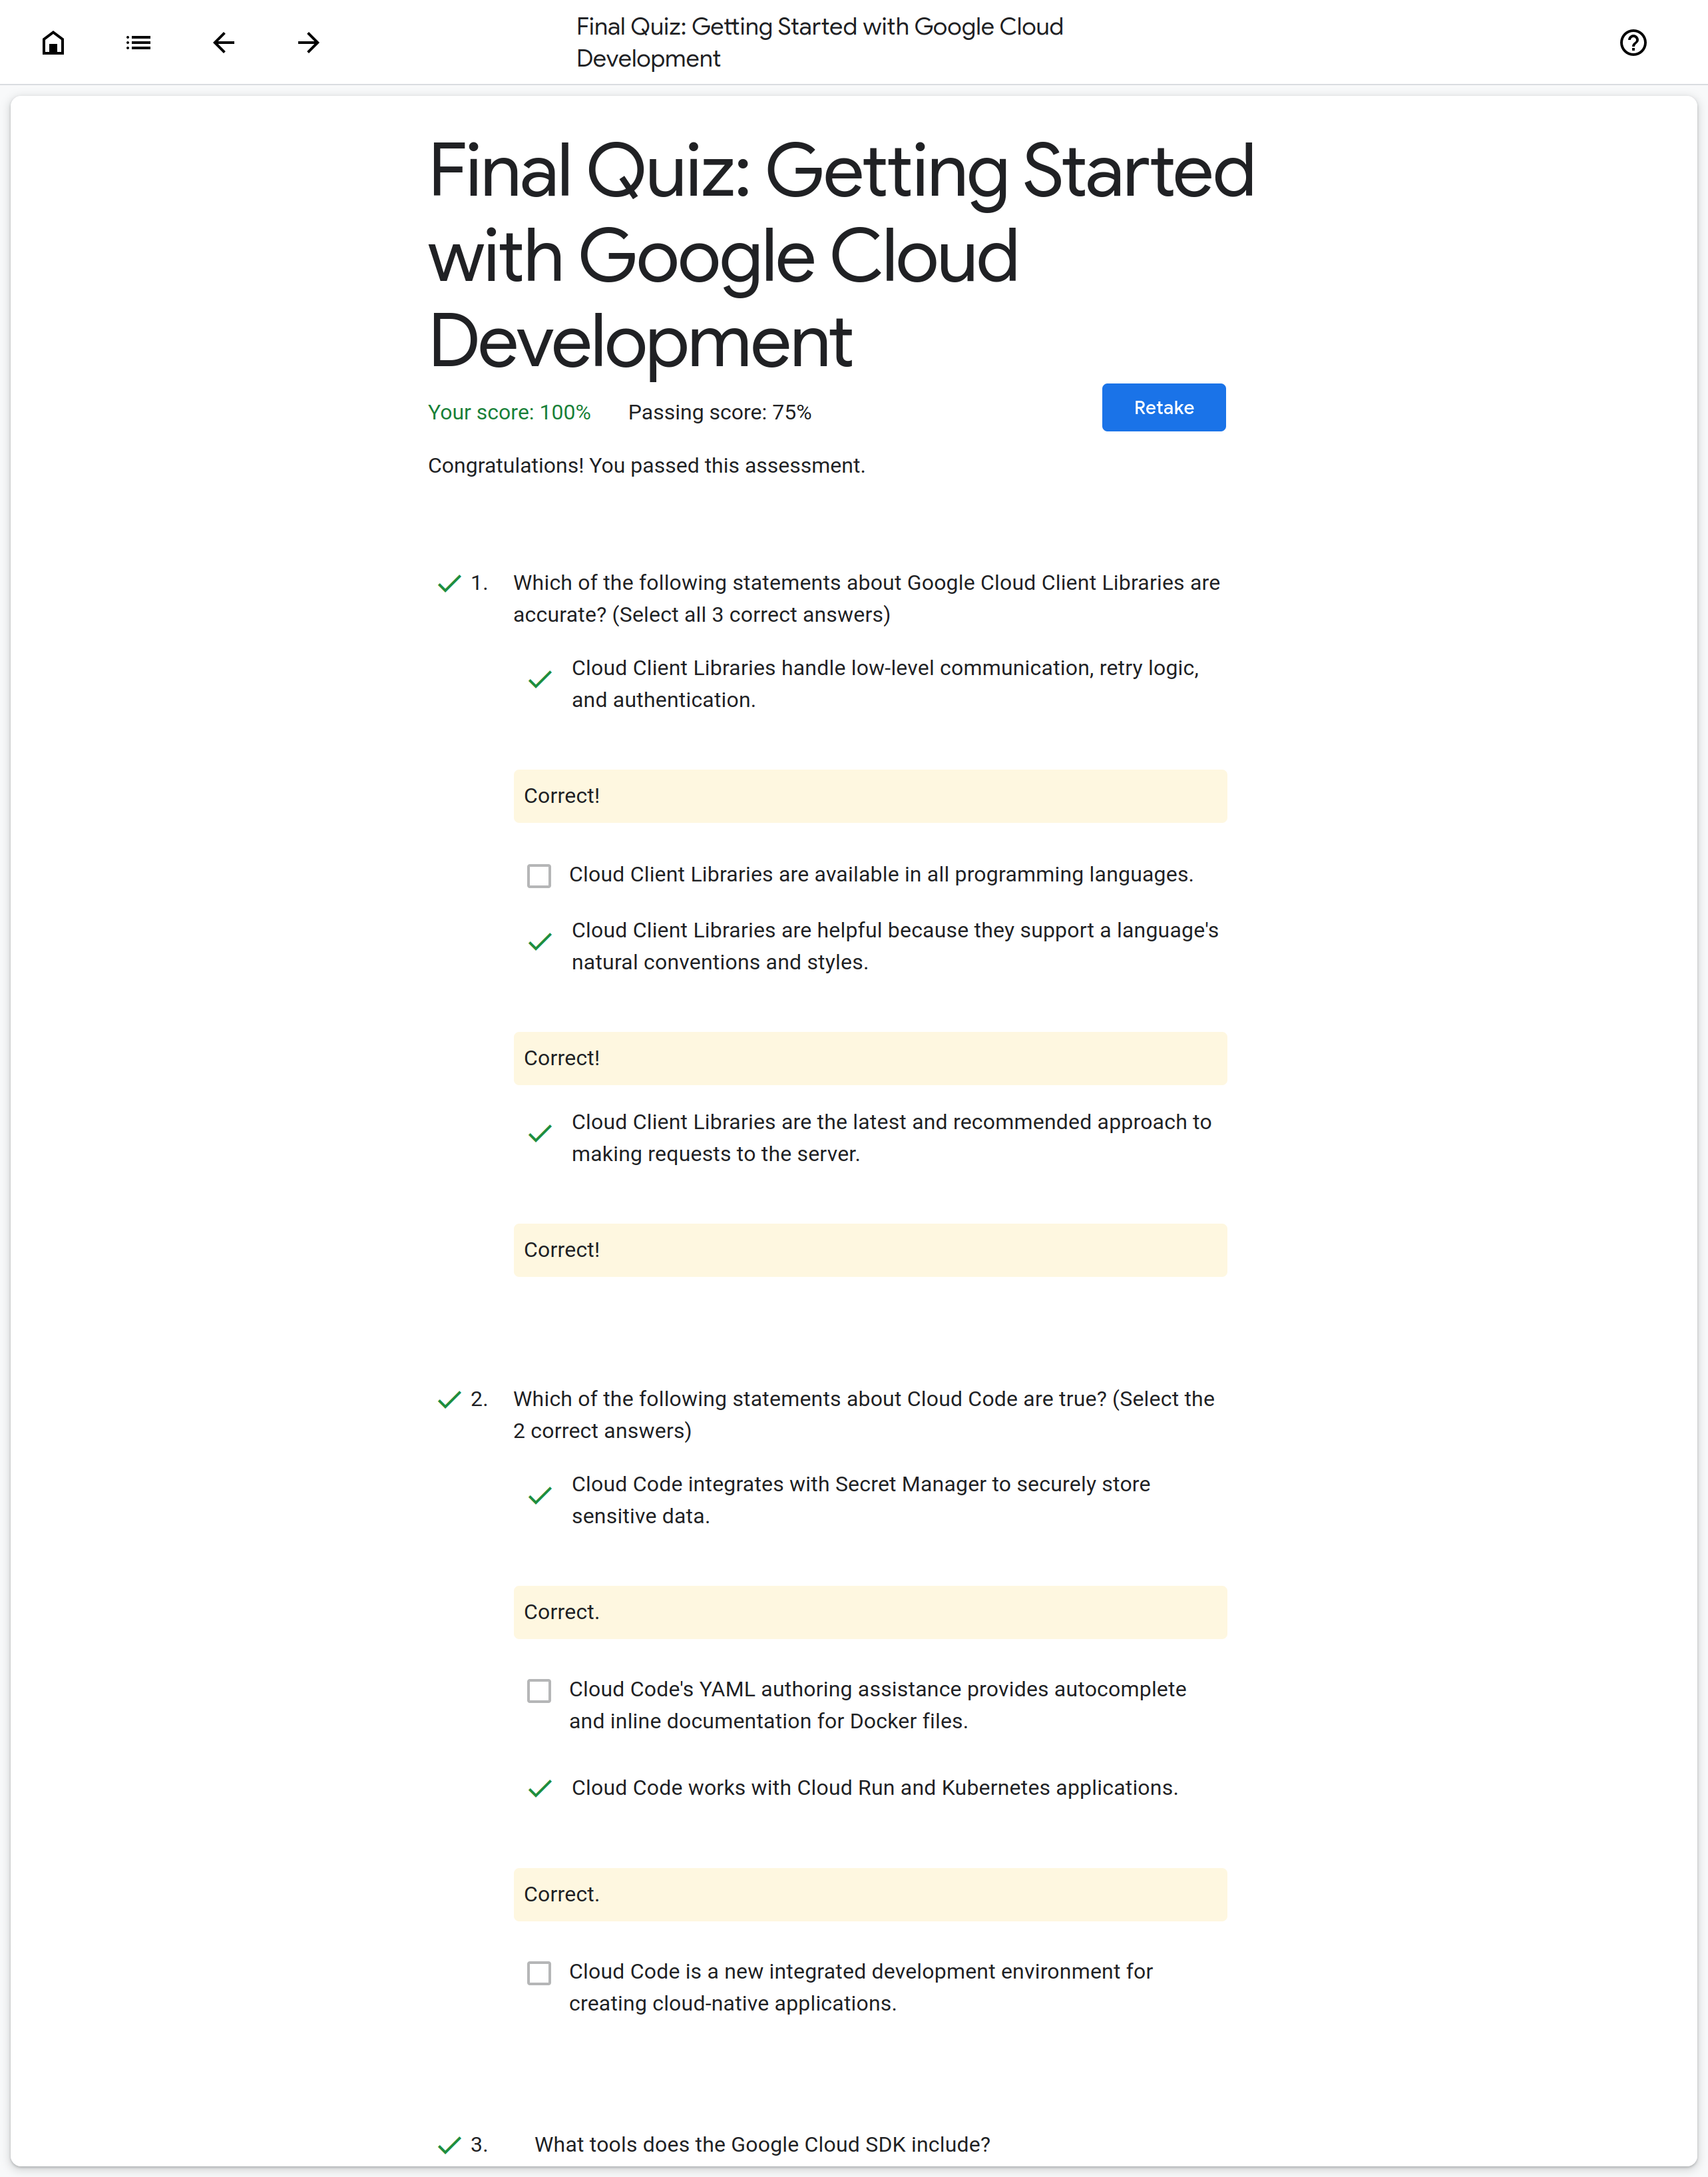 Final Quiz: Getting Started with Google Cloud
Development
Final Quiz: Getting Started
with Google Cloud
Development
Your score: 100% Passing score: 75%
Retake
Congratulations! You passed this assessment.
1. Which of the following statements about Google Cloud Client Libraries are
accurate? (Select all 3 correct answers)
Cloud Client Libraries handle low-level communication, retry logic,
and authentication.
Correct!
Cloud Client Libraries are available in all programming languages.
Cloud Client Libraries are helpful because they support a language's
natural conventions and styles.
Correct!
Cloud Client Libraries are the latest and recommended approach to
making requests to the server.
Correct!
2. Which of the following statements about Cloud Code are true? (Select the
2 correct answers)
Cloud Code integrates with Secret Manager to securely store
sensitive data.
Correct.
Cloud Code's YAML authoring assistance provides autocomplete
and inline documentation for Docker files.
Cloud Code works with Cloud Run and Kubernetes applications.
Correct.
Cloud Code is a new integrated development environment for
creating cloud-native applications.
3. What tools does the Google Cloud SDK include?